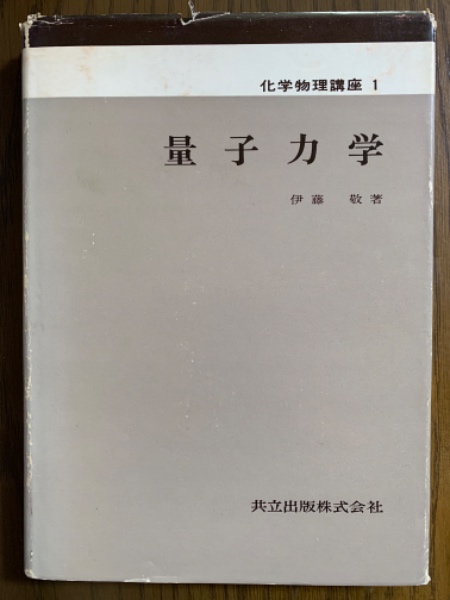 化学物理講座 1
量子力学
伊藤 敬著
共立出版株式会社